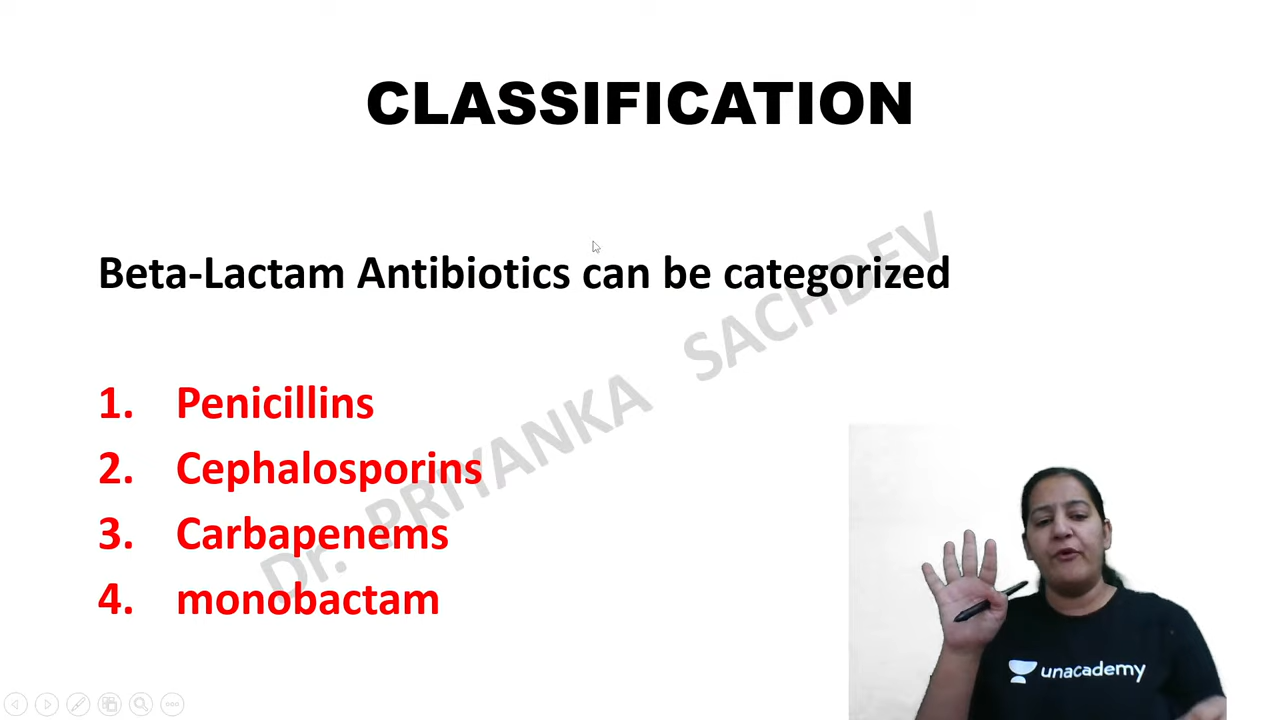 CLASSIFICATION
Beta-Lactam Antibiotics can be categorized
1. Penicillins
2. Cephalosporins
3. Carbapenems
4. monobactam
Dr. PRIYANKA SACHDEV
unacademy